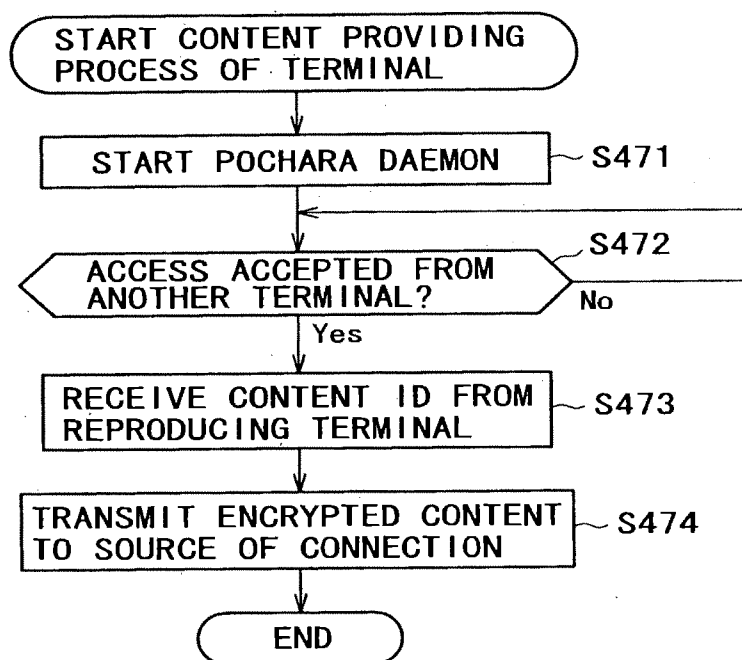 START CONTENT PROVIDING
PROCESS OF TERMINAL
START POCHARA DAEMON
S471
S472
ACCESS ACCEPTED FROM
ANOTHER TERMINAL?
No
Yes
RECEIVE CONTENT ID FROM
REPRODUCING TERMINAL
S473
TRANSMIT ENCRYPTED CONTENT
TO SOURCE OF CONNECTION
S474
END